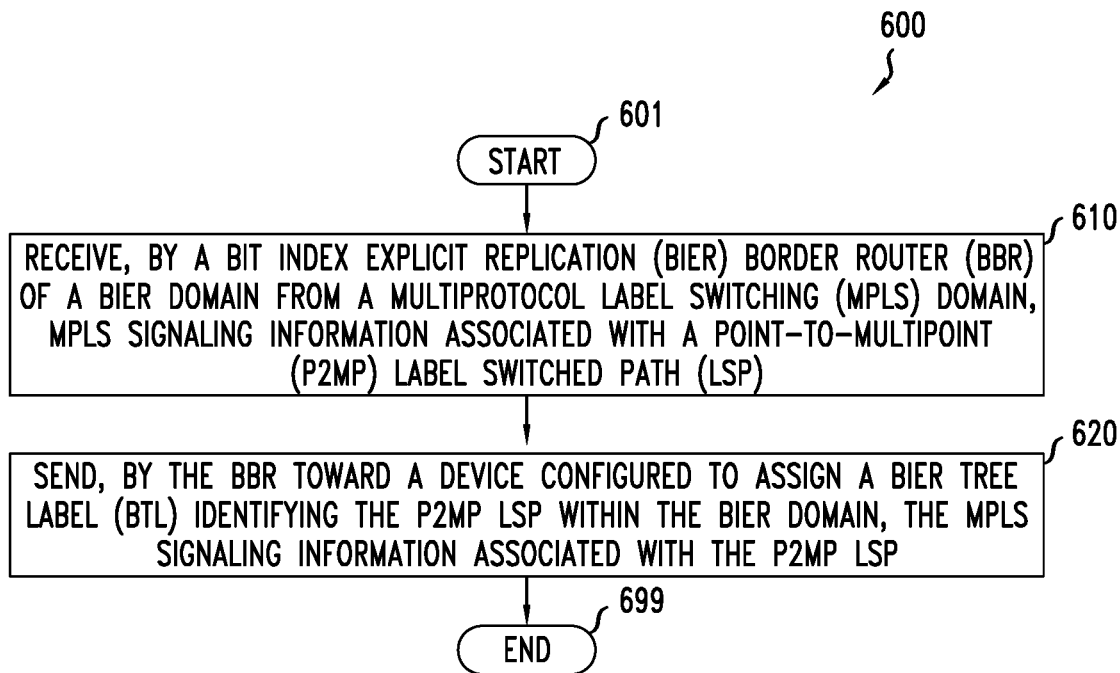 600
601
START
610
RECEIVE, BY A BIT INDEX EXPLICIT REPLICATION (BIER) BORDER ROUTER (BBR)
OF A BIER DOMAIN FROM A MULTIPROTOCOL LABEL SWITCHING (MPLS) DOMAIN,
MPLS SIGNALING INFORMATION ASSOCIATED WITH A POINT-TO-MULTIPOINT
(P2MP) LABEL SWITCHED PATH (LSP)
620
SEND, BY THE BBR TOWARD A DEVICE CONFIGURED TO ASSIGN A BIER TREE
LABEL (BTL) IDENTIFYING THE P2MP LSP WITHIN THE BIER DOMAIN, THE MPLS
SIGNALING INFORMATION ASSOCIATED WITH THE P2MP LSP
699
END